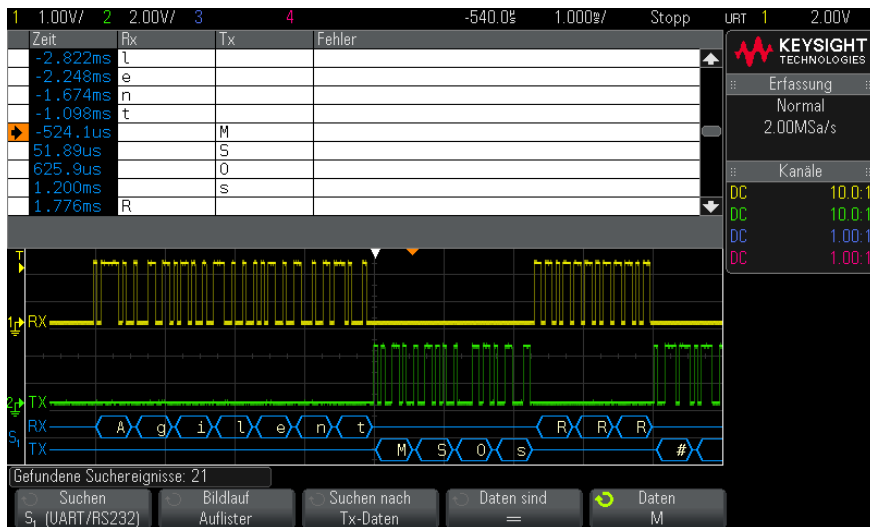 1 1.00V/ 2 2.00V/ 3 4 -540.0µs 1.000ms/ Stopp URT 1 2.00V
Zeit Rx Tx Fehler
-2.822ms l
-2.248ms e
-1.674ms n
-1.098ms t
-524.1us M
51.89us S
625.9us O
1.200ms s
1.776ms R
KEYSIGHT
TECHNOLOGIES
Erfassung
Normal
2.00MSa/s
Kanäle
DC 10.0:1
DC 10.0:1
DC 1.00:1
DC 1.00:1
T
1 RX
2 TX
S1 RX A g i l e n t R R R
TX M S O s #
Gefundene Suchereignisse: 21
Suchen Bildlauf Suchen nach Daten sind Daten
S1 (UART/RS232) Auflister Tx-Daten = M